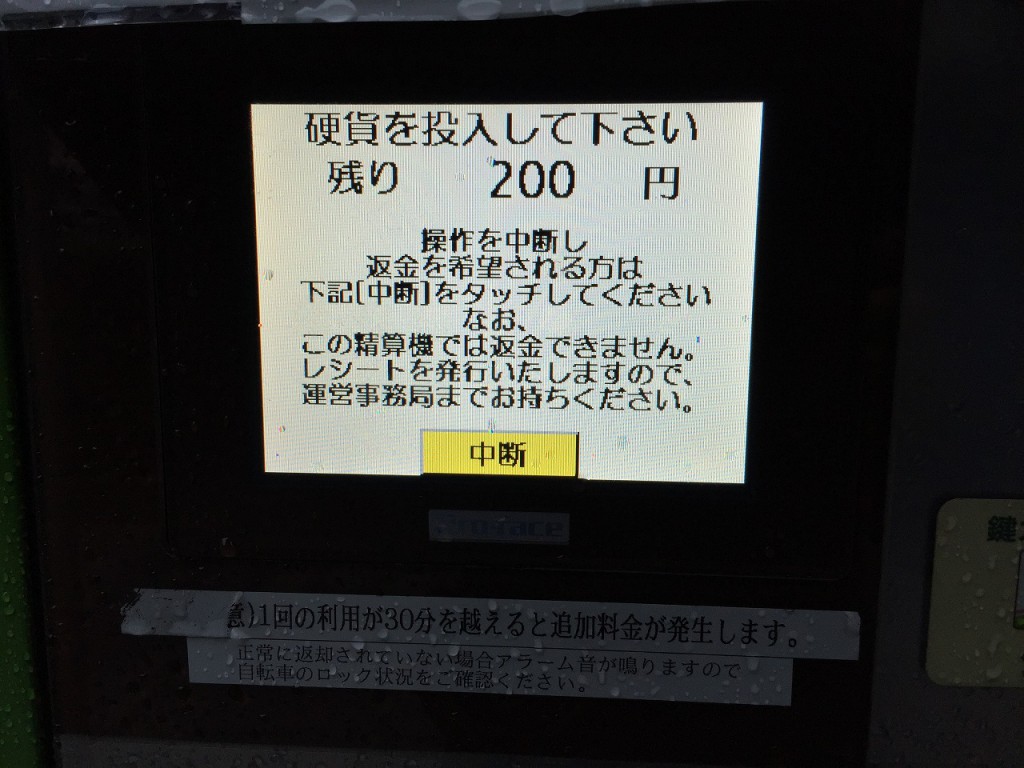 硬貨を投入して下さい
残り 200 円
操作を中断し
返金を希望される方は
下記[中断]をタッチしてください
なお、
この精算機では返金できません。
レシートを発行いたしますので、
運営事務局までお持ちください。
中断
意)1回の利用が30分を越えると追加料金が発生します。
正常に返却されていない場合アラーム音が鳴りますので
自転車のロック状況をご確認ください。
鍵